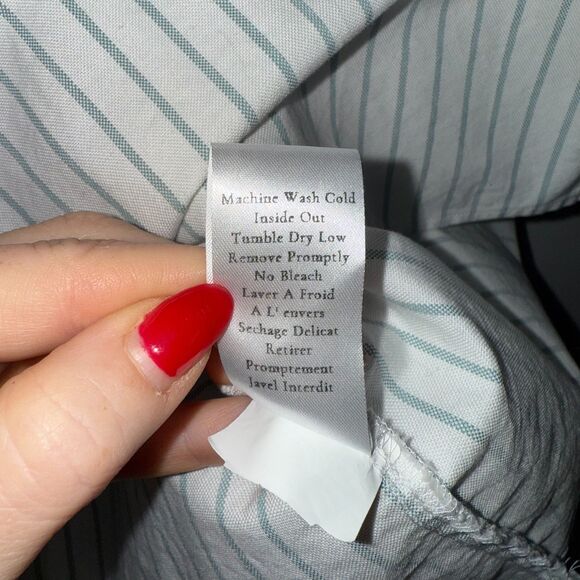 Machine Wash Cold
Inside Out
Tumble Dry Low
Remove Promptly
No Bleach
Laver A Froid
A L' envers
Sechage Delicat
Retirer
Promptement
Javel Interdit